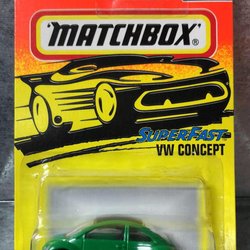 'MATCHBOX'
SUPERFAST
VW CONCEPT